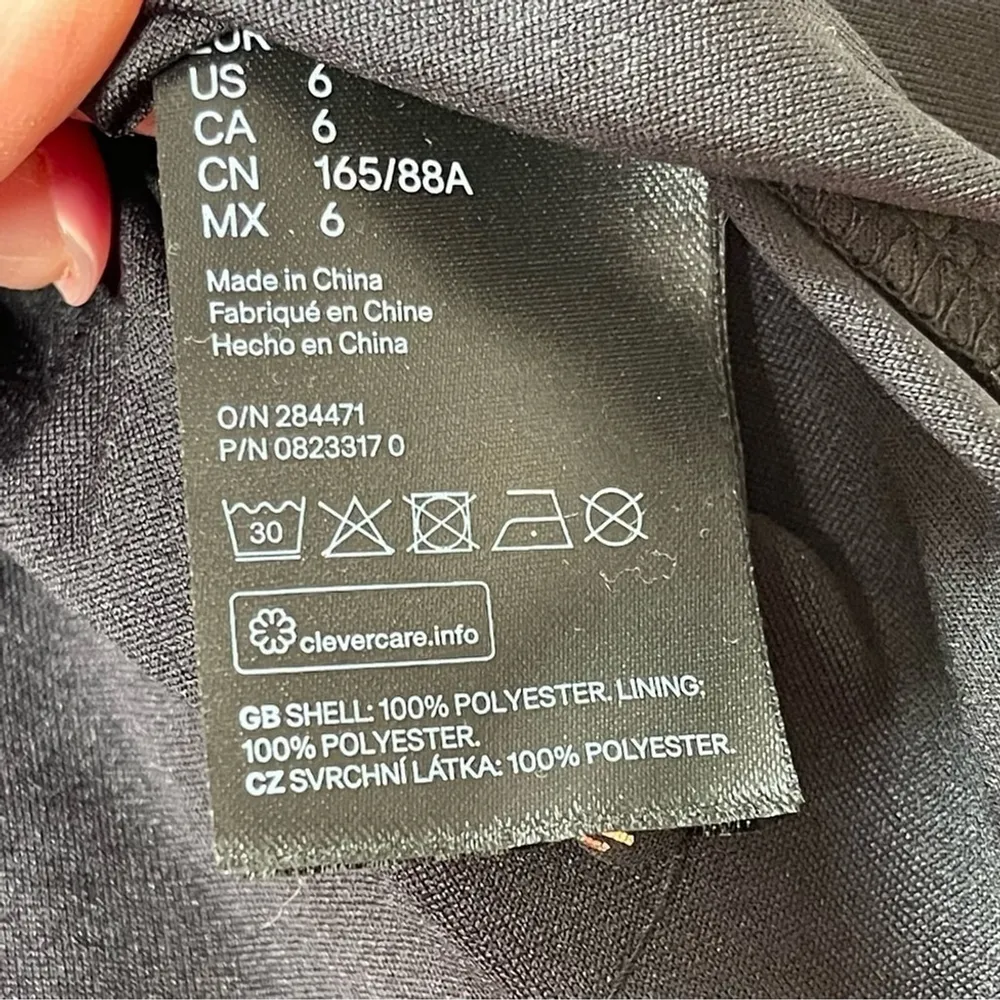 EUR
US 6
CA 6
CN 165/88A
MX 6
Made in China
Fabriqué en Chine
Hecho en China
O/N 284471
P/N 0823317 0
30
clevercare.info
GB SHELL: 100% POLYESTER. LINING:
100% POLYESTER.
CZ SVRCHNÍ LÁTKA: 100% POLYESTER.